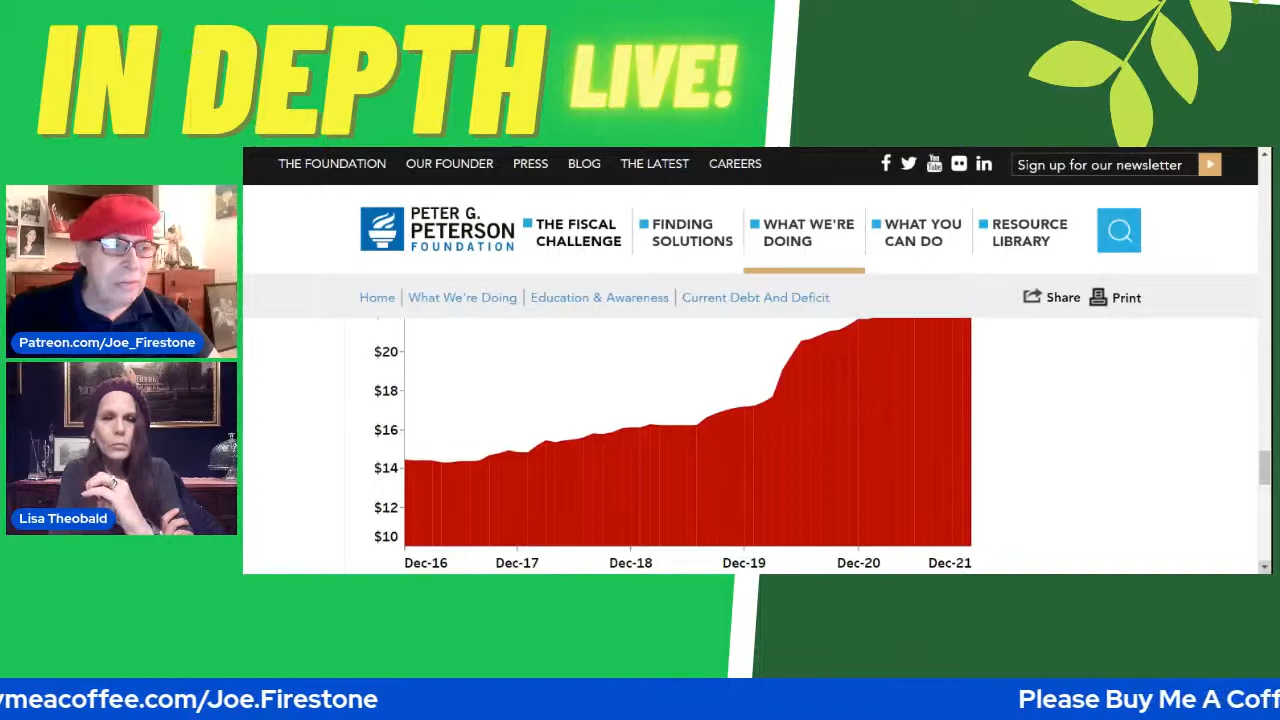 IN DEPTH LIVE!
THE FOUNDATION OUR FOUNDER PRESS BLOG THE LATEST CAREERS
You Tube
Sign up for our newsletter
PETER G.
PETERSON
FOUNDATION
THE FISCAL
CHALLENGE
FINDING
SOLUTIONS
WHAT WE'RE
DOING
WHAT YOU
CAN DO
RESOURCE
LIBRARY
Home What We're Doing Education & Awareness Current Debt And Deficit
Share Print
$20
$18
$16
$14
$12
$10
Dec-16 Dec-17 Dec-18 Dec-19 Dec-20 Dec-21
Patreon.com/Joe_Firestone
Lisa Theobald
ymeacoffee.com/Joe.Firestone
Please Buy Me A Coff